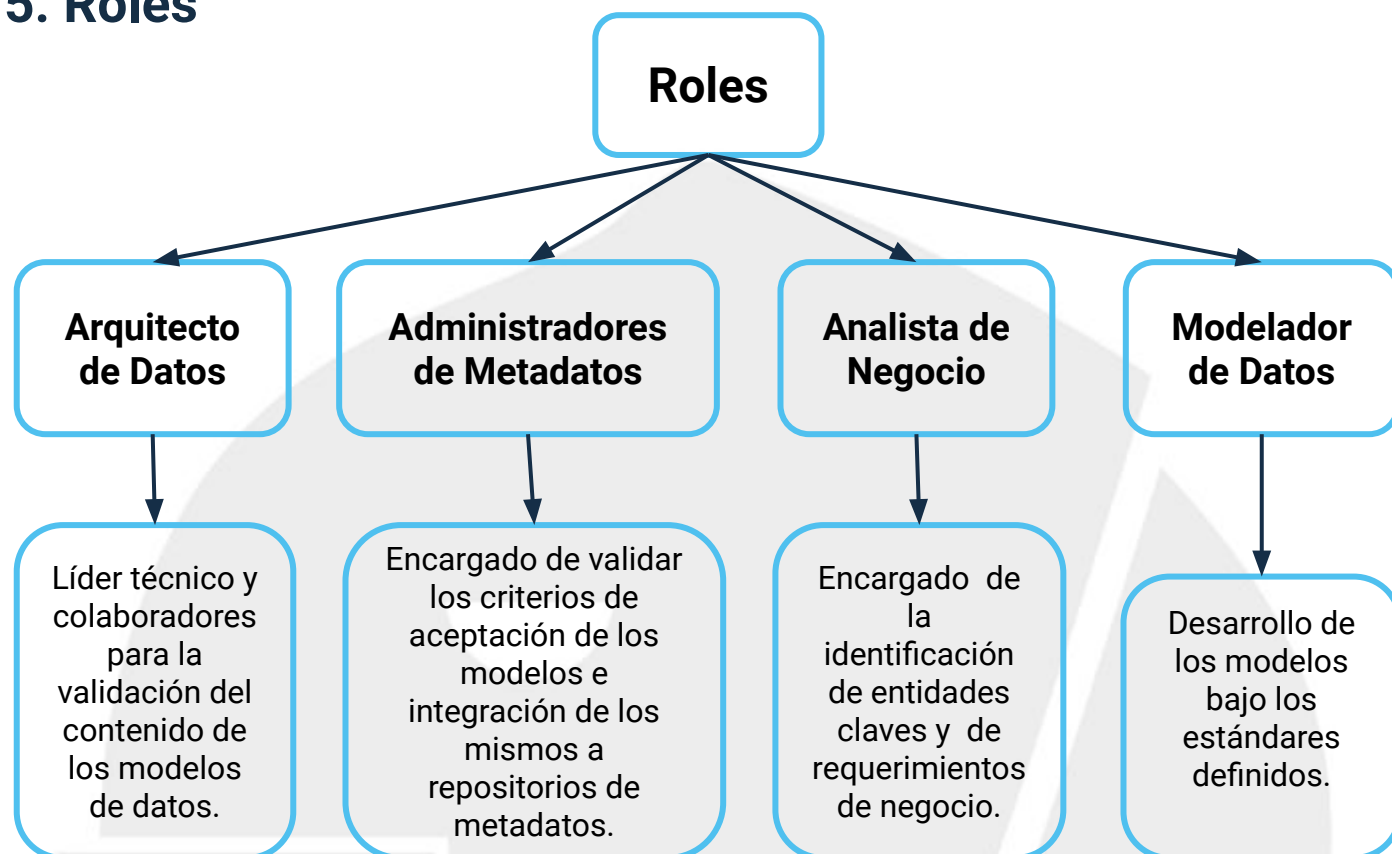 5. Roles
Roles
Arquitecto
de Datos
Administradores
de Metadatos
Analista de
Negocio
Modelador
de Datos
Líder técnico y
colaboradores
para la
validación del
contenido de
los modelos
de datos.
Encargado de validar
los criterios de
aceptación de los
modelos e
integración de los
mismos a
repositorios de
metadatos.
Encargado  de
la
identificación
de entidades
claves y  de
requerimientos
de negocio.
Desarrollo de
los modelos
bajo los
estándares
definidos.